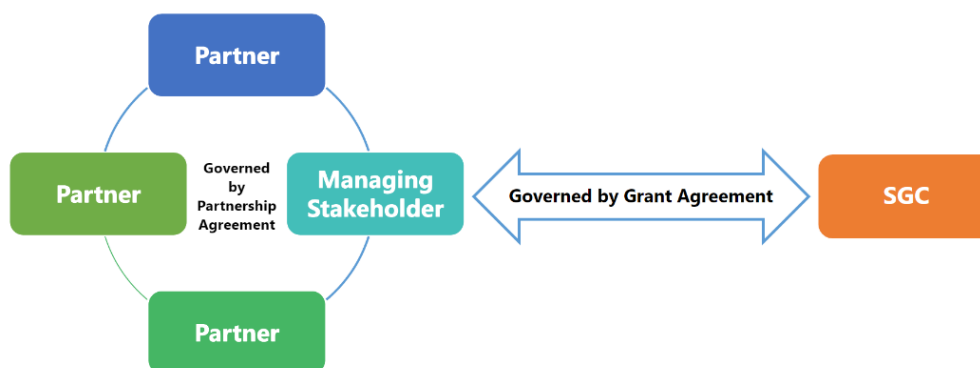 Partner
Partner
Governed
by
Partnership
Agreement
Managing
Stakeholder
Governed by Grant Agreement
SGC
Partner